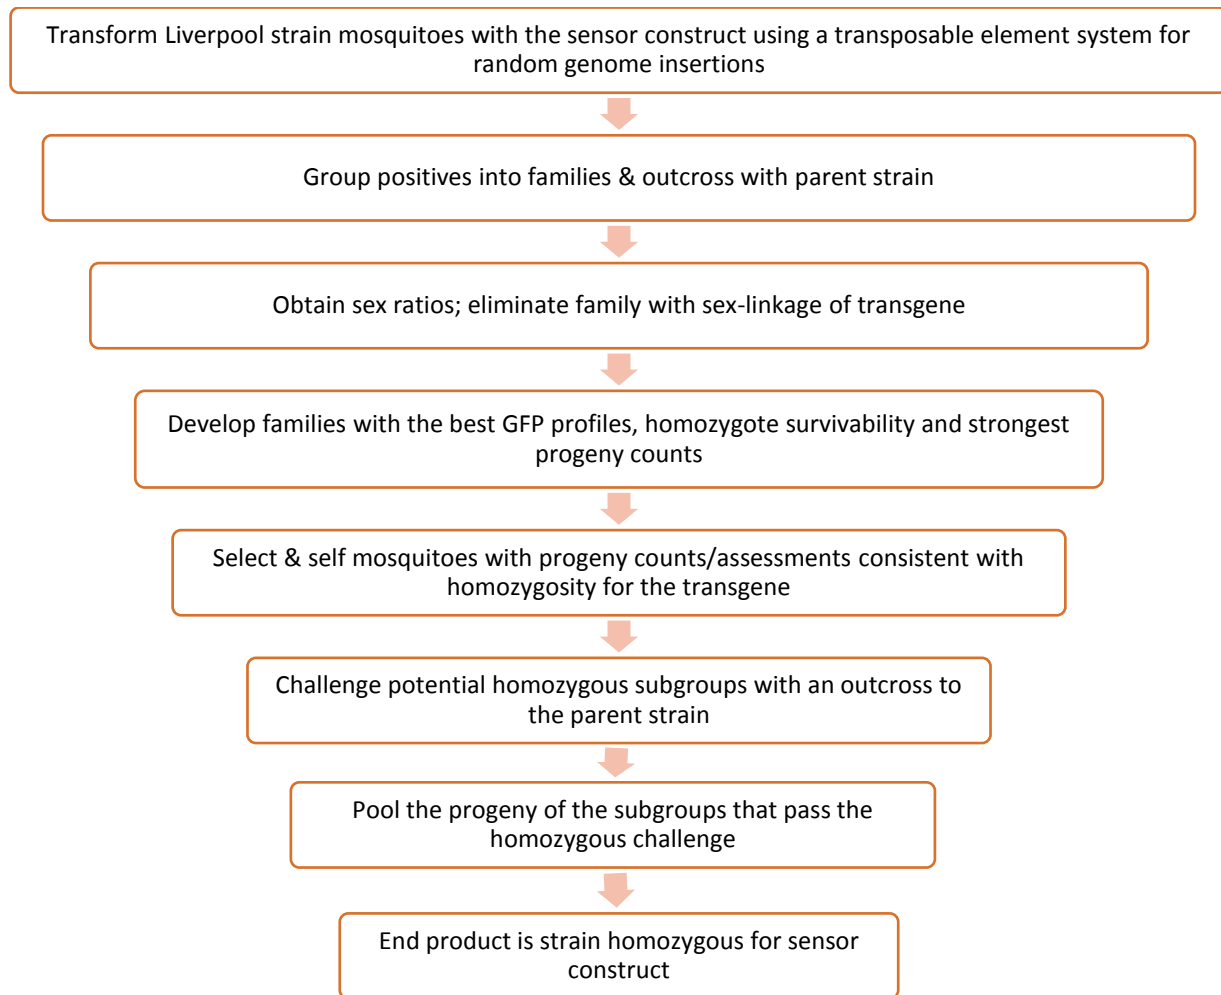 Transform Liverpool strain mosquitoes with the sensor construct using a transposable element system for
random genome insertions
Group positives into families & outcross with parent strain
Obtain sex ratios; eliminate family with sex-linkage of transgene
Develop families with the best GFP profiles, homozygote survivability and strongest
progeny counts
Select & self mosquitoes with progeny counts/assessments consistent with
homozygosity for the transgene
Challenge potential homozygous subgroups with an outcross to
the parent strain
Pool the progeny of the subgroups that pass the
homozygous challenge
End product is strain homozygous for sensor
construct